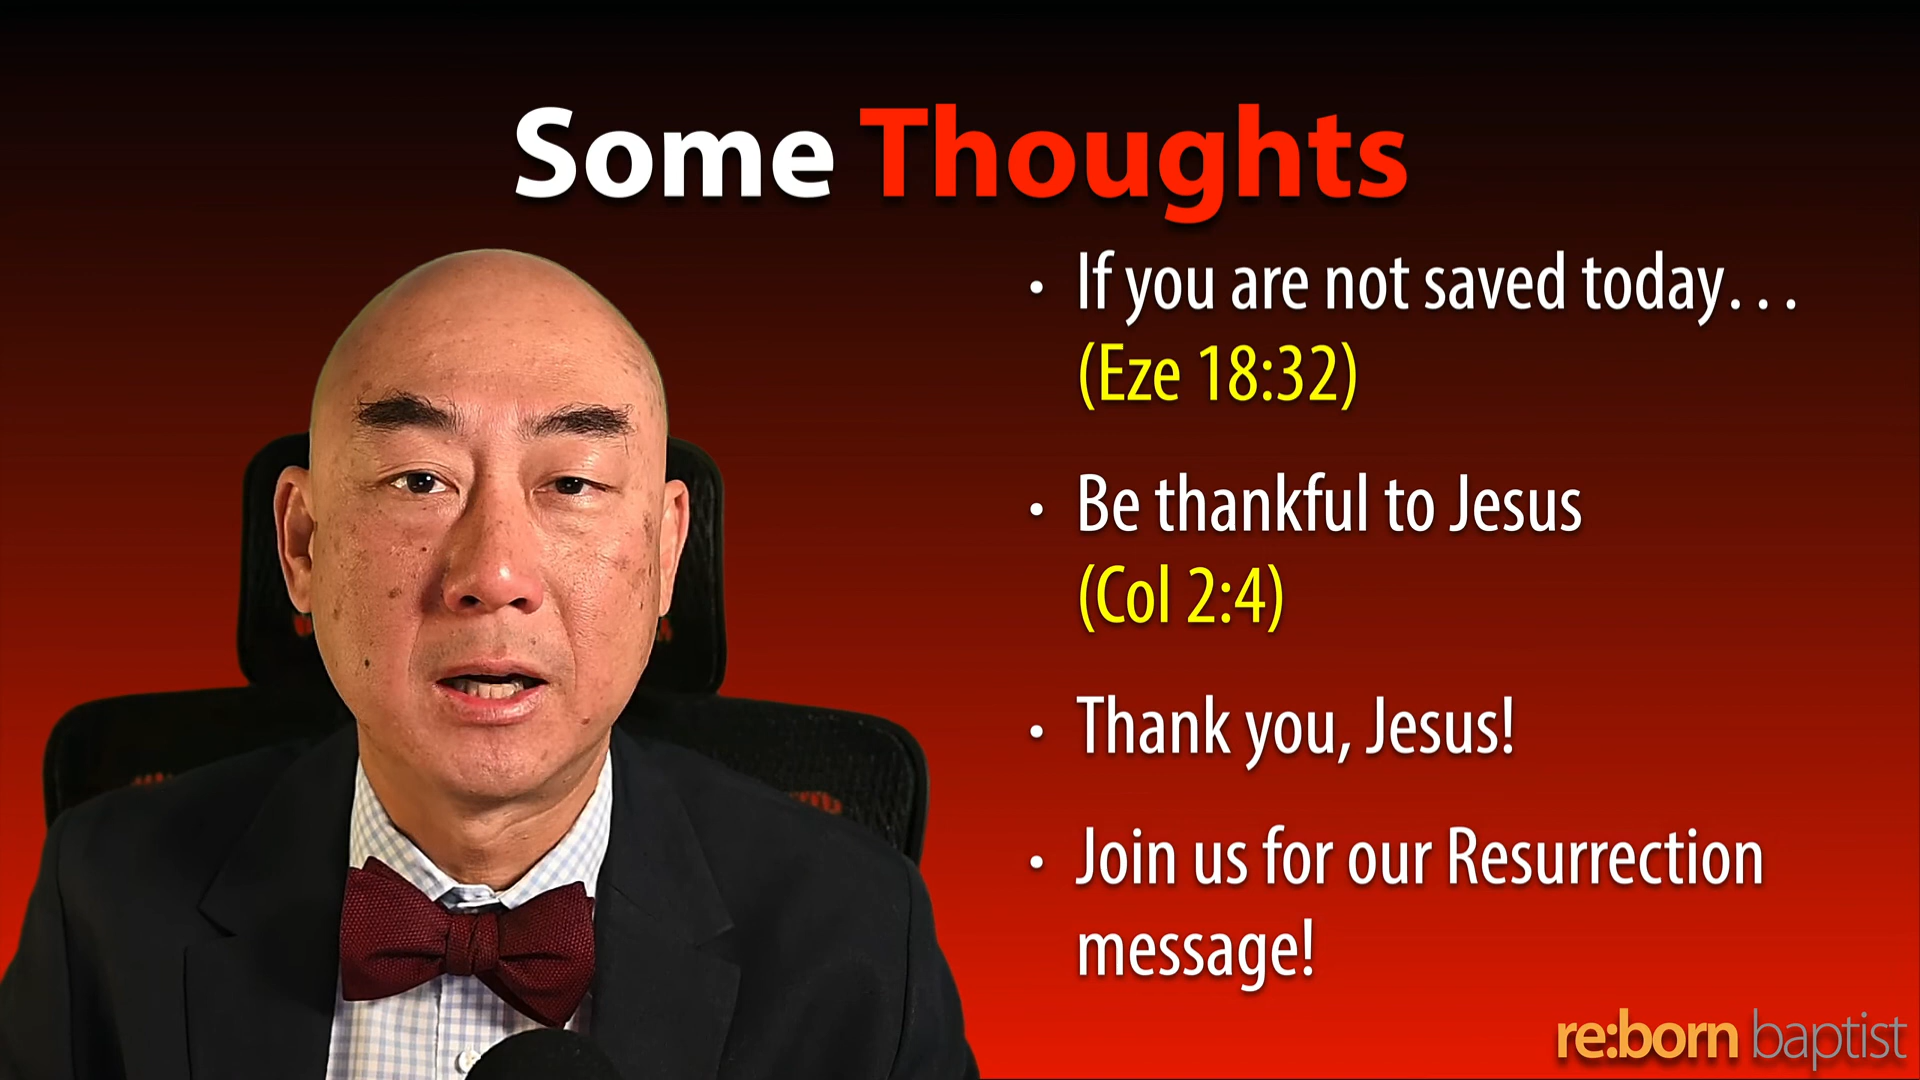 Some Thoughts
• If you are not saved today…
(Eze 18:32)
• Be thankful to Jesus
(Col 2:4)
• Thank you, Jesus!
• Join us for our Resurrection
message!
re:born baptist